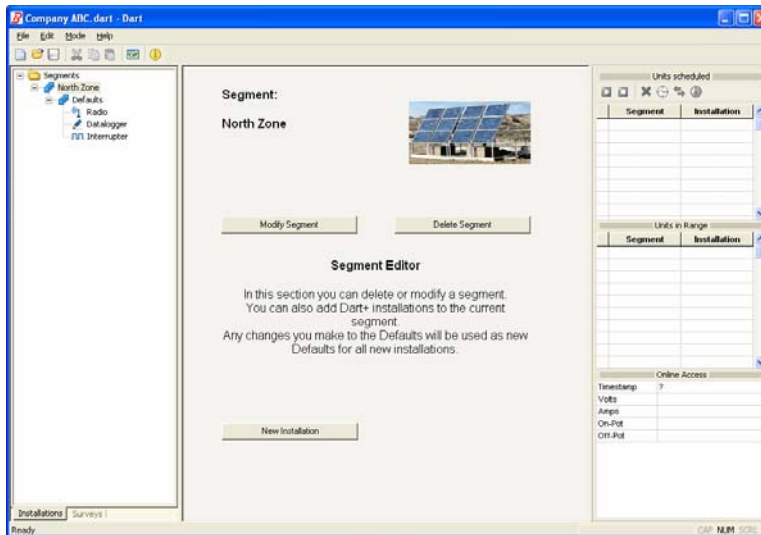 Company ABC.dart - Dart
File Edit Mode Help
Segments
North Zone
Defaults
Radio
Datalogger
Interrupter
Segment:
North Zone
Modify Segment
Delete Segment
Segment Editor
In this section you can delete or modify a segment.
You can also add Dart+ installations to the current
segment.
Any changes you make to the Defaults will be used as new
Defaults for all new installations.
New Installation
Units scheduled
Segment Installation
Units in Range
Segment Installation
Online Access
Timestamp ?
Volts
Amps
On-Pot
Off-Pot
Installations Surveys
Ready
CAP NUM SCRL